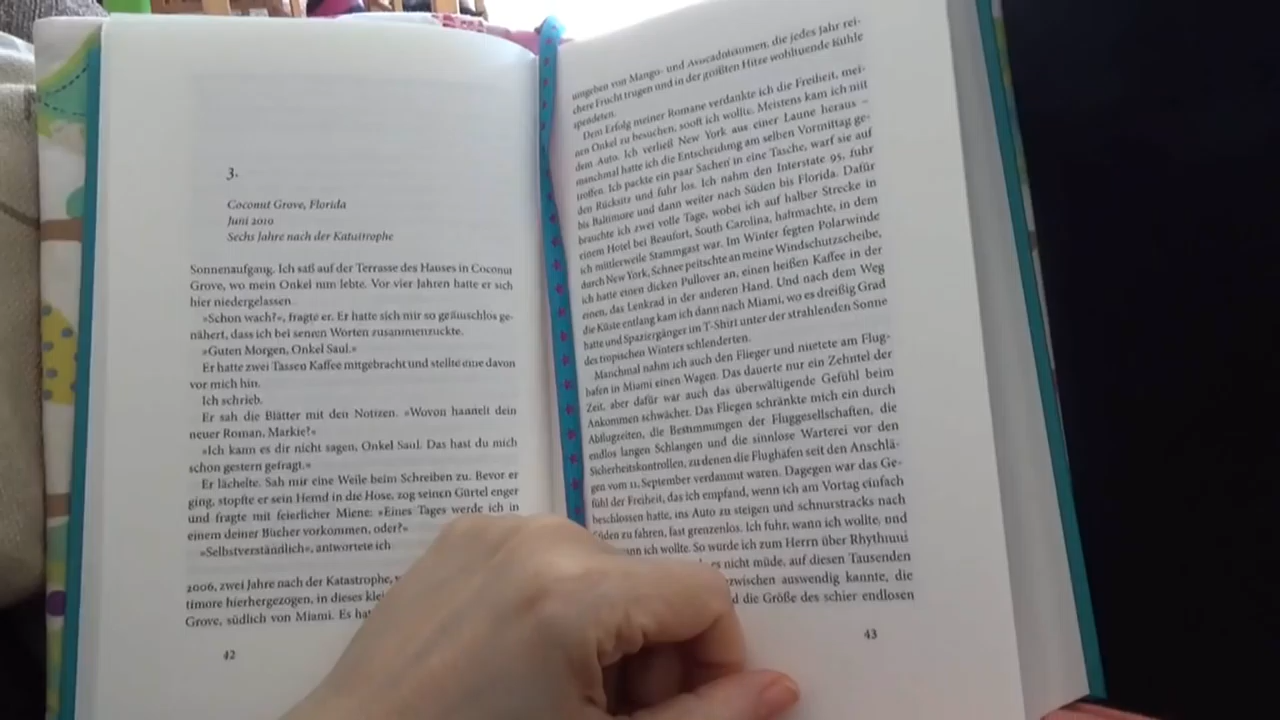 3.
Coconut Grove, Florida
Juni 2010
Sechs Jahre nach der Katastrophe
Sonnenaufgang. Ich saß auf der Terrasse des Hauses in Coconut
Grove, wo mein Onkel nun lebte. Vor vier Jahren hatte er sich
hier niedergelassen.
»Schon wach?«, fragte er. Er hatte sich mir so geräuschlos ge-
nähert, dass ich bei seinen Worten zusammenzuckte.
»Guten Morgen, Onkel Saul.«
Er hatte zwei Tassen Kaffee mitgebracht und stellte eine davon
vor mich hin.
Ich schrieb.
Er sah die Blätter mit den Notizen. »Wovon handelt dein
neuer Roman, Markie?«
»Ich kann es dir nicht sagen, Onkel Saul. Das hast du mich
schon gestern gefragt.«
Er lächelte. Sah mir eine Weile beim Schreiben zu. Bevor er
ging, stopfte er sein Hemd in die Hose, zog seinen Gürtel enger
und fragte mit feierlicher Miene: »Eines Tages werde ich in
einem deiner Bücher vorkommen, oder?«
»Selbstverständlich«, antwortete ich
2006, zwei Jahre nach der Katastrophe,
timore hierhergezogen, in dieses
Grove, südlich von Miami. Es
42
umgeben von Mango- und Avocadobäumen, die jedes Jahr rei-
chere Frucht trugen und in der größten Hitze wohltuende Kühle
spendeten.
Dem Erfolg meiner Romane verdankte ich die Freiheit, mei-
nen Onkel zu besuchen, sooft ich wollte. Meistens kam ich mit
dem Auto. Ich verließ New York aus einer Laune heraus –
manchmal hatte ich die Entscheidung am selben Vormittag ge-
troffen. Ich packte ein paar Sachen in eine Tasche, warf sie auf
den Rücksitz und fuhr los. Ich nahm den Interstate 95, fuhr
bis Baltimore und dann weiter nach Süden bis Florida. Dafür
brauchte ich zwei volle Tage, wobei ich auf halber Strecke in
einem Hotel bei Beaufort, South Carolina, haltmachte, in dem
ich mittlerweile Stammgast war. Im Winter fegten Polarwinde
durch New York, Schnee peitschte an meine Windschutzscheibe,
ich hatte einen dicken Pullover an, einen heißen Kaffee in der
einen, das Lenkrad in der anderen Hand. Und nach dem Weg
die Küste entlang kam ich dann nach Miami, wo es dreißig Grad
hatte und Spaziergänger im T-Shirt unter der strahlenden Sonne
des tropischen Winters schlenderten.
Manchmal nahm ich auch den Flieger und mietete am Flug-
hafen in Miami einen Wagen. Das dauerte nur ein Zehntel der
Zeit, aber dafür war auch das überwältigende Gefühl beim
Ankommen schwächer. Das Fliegen schränkte mich ein durch
Abflugzeiten, die Bestimmungen der Fluggesellschaften, die
endlos langen Schlangen und die sinnlose Warterei vor den
Sicherheitskontrollen, zu denen die Flughäfen seit den Anschlä-
gen vom 11. September verdammt waren. Dagegen war das Ge-
fühl der Freiheit, das ich empfand, wenn ich am Vortag einfach
beschlossen hatte, ins Auto zu steigen und schnurstracks nach
Süden zu fahren, fast grenzenlos. Ich fuhr, wann ich wollte, und
ich wollte. So wurde ich zum Herrn über Rhythmus
es nicht müde, auf diesen Tausenden
auswendig kannte, die
die Größe des schier endlosen
43